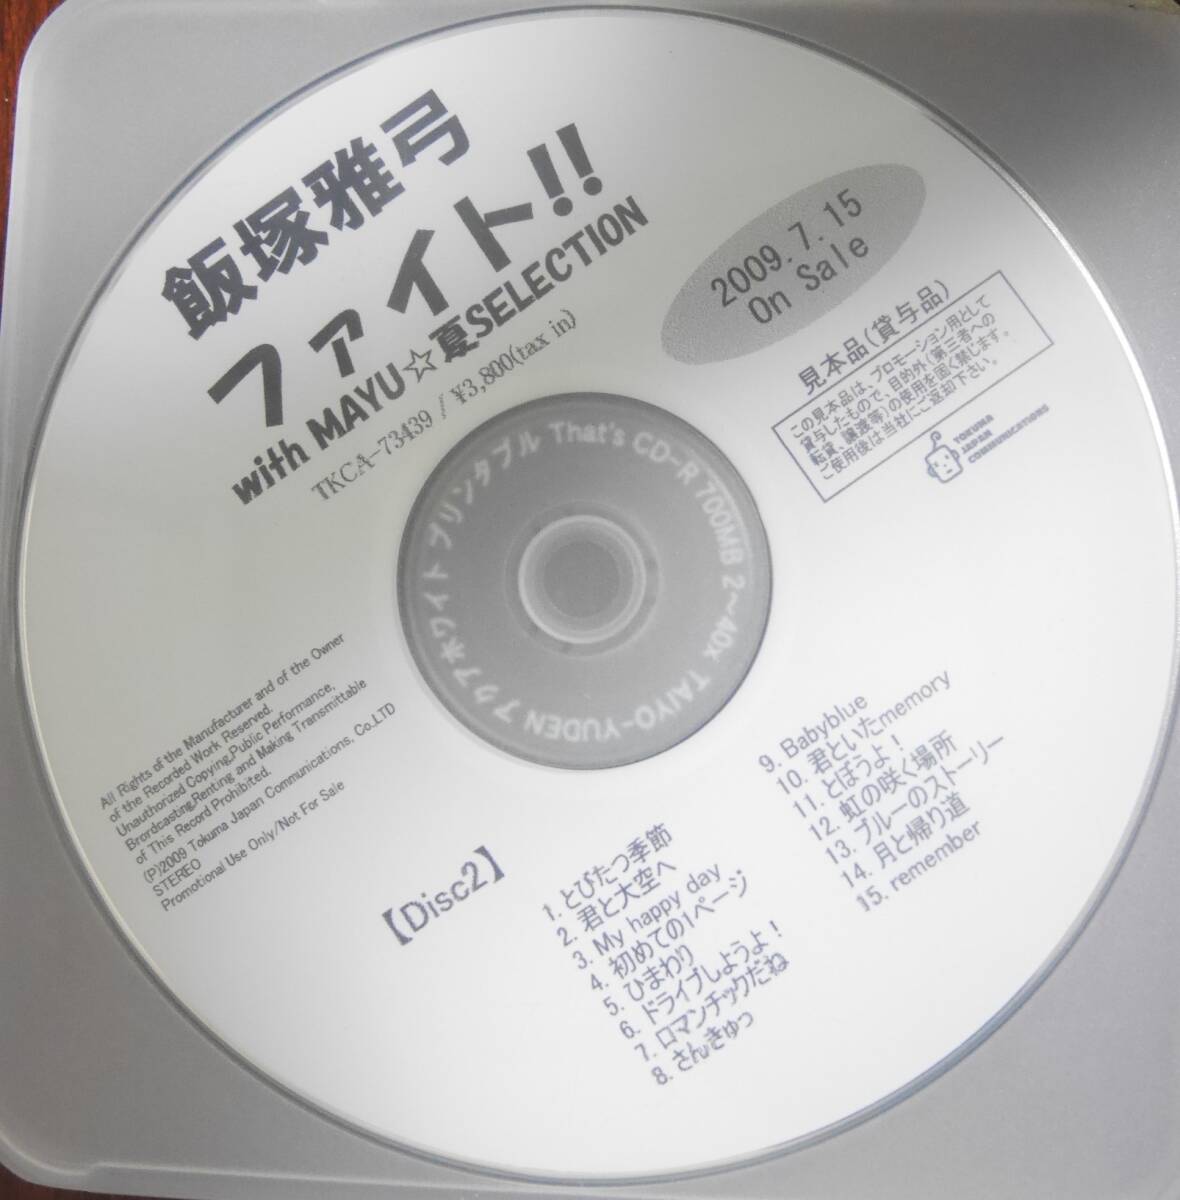 飯塚雅弓
ファイト!!
with MAYU☆夏SELECTION
TKCA-73439 / ¥3,800(tax in)
2009.7.15
On Sale
見本品(貸与品)
この見本品は、プロモーション用として
貸与したもので、目的外(第三者への
転貸、譲渡等)の使用を固く禁じます。
ご使用後は当社にご返却下さい。
TOKUMA
JAPAN
COMMUNICATIONS
アクアホワイト プリンタブル That's CD-R 700MB 2~40x TAIYO-YUDEN
All Rights of the Manufacturer and of the Owner
of the Recorded Work Reserved.
Unauthorized Copying,Public Performance,
Brordcasting,Renting and Making Transmittable
of This Record Prohibited.
(P)2009 Tokuma Japan Communications, Co.,LTD
STEREO
Promotional Use Only/Not For Sale
【Disc2】
1. とびたつ季節
2. 君と大空へ
3. My happy day
4. 初めての1ページ
5. ひまわり
6. ドライブしようよ!
7. ロマンチックだね
8. さんきゅっ
9. Babyblue
10. 君といたmemory
11. とぼうよ!
12. 虹の咲く場所
13. ブルーのストーリー
14. 月と帰り道
15. remember